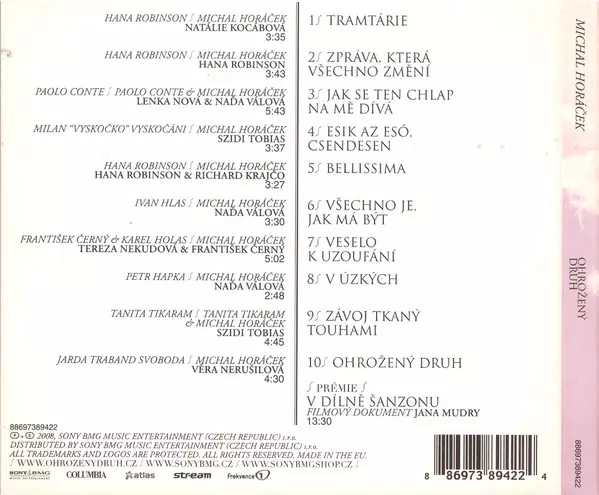 HANA ROBINSON ∫ MICHAL HORÁČEK
NATÁLIE KOCÁBOVÁ
3:35
1∫ TRAMTÁRIE
HANA ROBINSON ∫ MICHAL HORÁČEK
HANA ROBINSON
3:43
2∫ ZPRÁVA, KTERÁ
VŠECHNO ZMĚNÍ
PAOLO CONTE ∫ PAOLO CONTE & MICHAL HORÁČEK
LENKA NOVÁ & NAĎA VÁLOVÁ
5:43
3∫ JAK SE TEN CHLAP
NA MĚ DÍVÁ
MILAN "VYSKOČKO" VYSKOČÁNI ∫ MICHAL HORÁČEK
SZIDI TOBIAS
3:37
4∫ ESIK AZ ESŐ,
CSENDESEN
HANA ROBINSON ∫ MICHAL HORÁČEK
HANA ROBINSON & RICHARD KRAJČO
3:27
5∫ BELLISSIMA
IVAN HLAS ∫ MICHAL HORÁČEK
NAĎA VÁLOVÁ
3:30
6∫ VŠECHNO JE,
JAK MÁ BÝT
FRANTIŠEK ČERNÝ & KAREL HOLAS ∫ MICHAL HORÁČEK
TEREZA NEKUDOVÁ & FRANTIŠEK ČERNÝ
5:02
7∫ VESELO
K UZOUFÁNÍ
PETR HAPKA ∫ MICHAL HORÁČEK
NAĎA VÁLOVÁ
2:48
8∫ V ÚZKÝCH
TANITA TIKARAM ∫ TANITA TIKARAM
& MICHAL HORÁČEK
SZIDI TOBIAS
4:45
9∫ ZÁVOJ TKANÝ
TOUHAMI
JARDA TRABAND SVOBODA ∫ MICHAL HORÁČEK
VĚRA NERUŠILOVÁ
4:30
10∫ OHROŽENÝ DRUH
∫ PRÉMIE ∫
V DÍLNĚ ŠANZONU
FILMOVÝ DOKUMENT JANA MUDRY
13:30
88697389422
℗+© 2008, SONY BMG MUSIC ENTERTAINMENT (CZECH REPUBLIC) s.r.o.
DISTRIBUTED BY SONY BMG MUSIC ENTERTAINMENT (CZECH REPUBLIC) s.r.o.
ALL TRADEMARKS AND LOGOS ARE PROTECTED. ALL RIGHTS RESERVED. MADE IN THE EU.
∫ WWW.OHROZENYDRUH.CZ ∫ WWW.SONYBMG.CZ ∫ WWW.SONYBMGSHOP.CZ ∫
SONY BMG
COLUMBIA
atlas
stream
Frekvence 1
8 86973 89422 4
MICHAL HORÁČEK
OHROŽENÝ
DRUH
88697389422